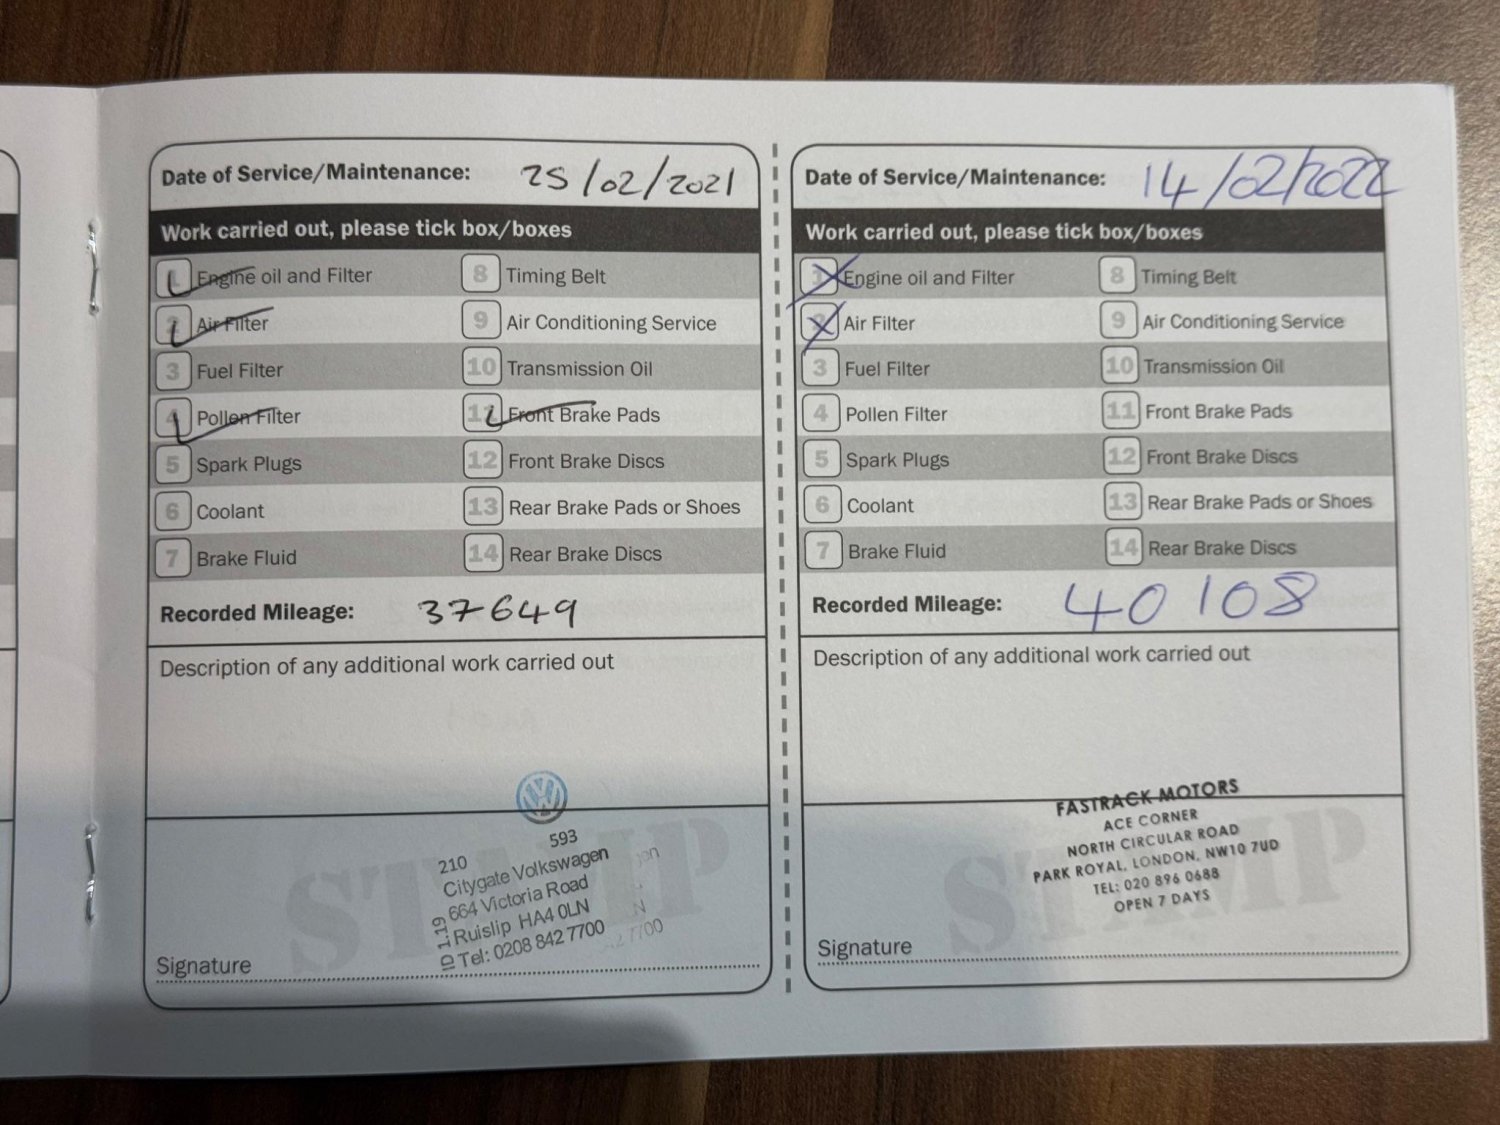 Date of Service/Maintenance: 25/02/2021
Work carried out, please tick box/boxes
1 Engine oil and Filter
2 Air Filter
3 Fuel Filter
4 Pollen Filter
5 Spark Plugs
6 Coolant
7 Brake Fluid
8 Timing Belt
9 Air Conditioning Service
10 Transmission Oil
11 Front Brake Pads
12 Front Brake Discs
13 Rear Brake Pads or Shoes
14 Rear Brake Discs
Recorded Mileage: 37649
Description of any additional work carried out
STAMP
593
210
Citygate Volkswagen
664 Victoria Road
Ruislip HA4 0LN
Tel: 0208 842 7700
ID 1.19
Signature
Date of Service/Maintenance: 14/02/2022
Work carried out, please tick box/boxes
1 Engine oil and Filter
2 Air Filter
3 Fuel Filter
4 Pollen Filter
5 Spark Plugs
6 Coolant
7 Brake Fluid
8 Timing Belt
9 Air Conditioning Service
10 Transmission Oil
11 Front Brake Pads
12 Front Brake Discs
13 Rear Brake Pads or Shoes
14 Rear Brake Discs
Recorded Mileage: 40108
Description of any additional work carried out
STAMP
FASTRACK MOTORS
ACE CORNER
NORTH CIRCULAR ROAD
PARK ROYAL, LONDON, NW10 7UD
TEL: 020 896 0688
OPEN 7 DAYS
Signature